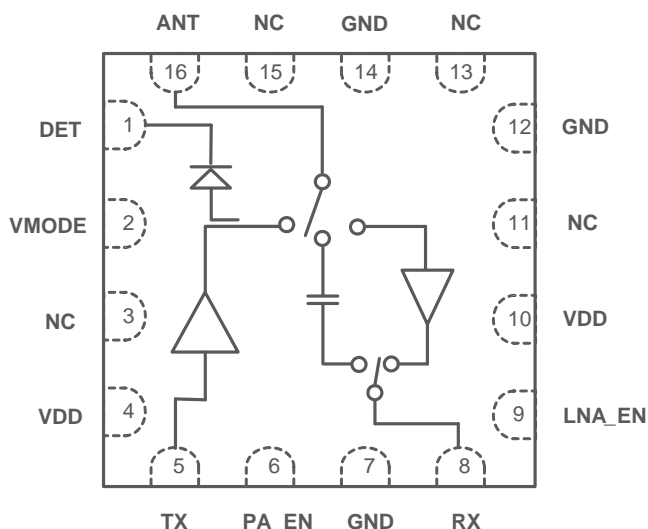 ANT NC GND NC
16 15 14 13
DET 1 12 GND
VMODE 2 11 NC
NC 3 10 VDD
VDD 4 9 LNA_EN
5 6 7 8
TX PA_EN GND RX